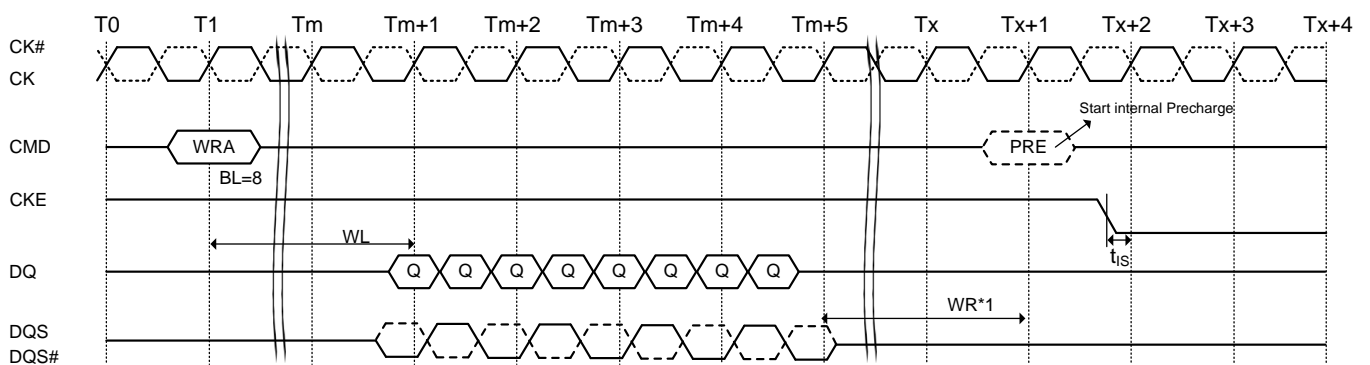 T0 T1 Tm Tm+1 Tm+2 Tm+3 Tm+4 Tm+5 Tx Tx+1 Tx+2 Tx+3 Tx+4
CK#
CK
Start internal Precharge
CMD WRA PRE
BL=8
CKE
WL
DQ Q Q Q Q Q Q Q Q
tIS
WR*1
DQS
DQS#